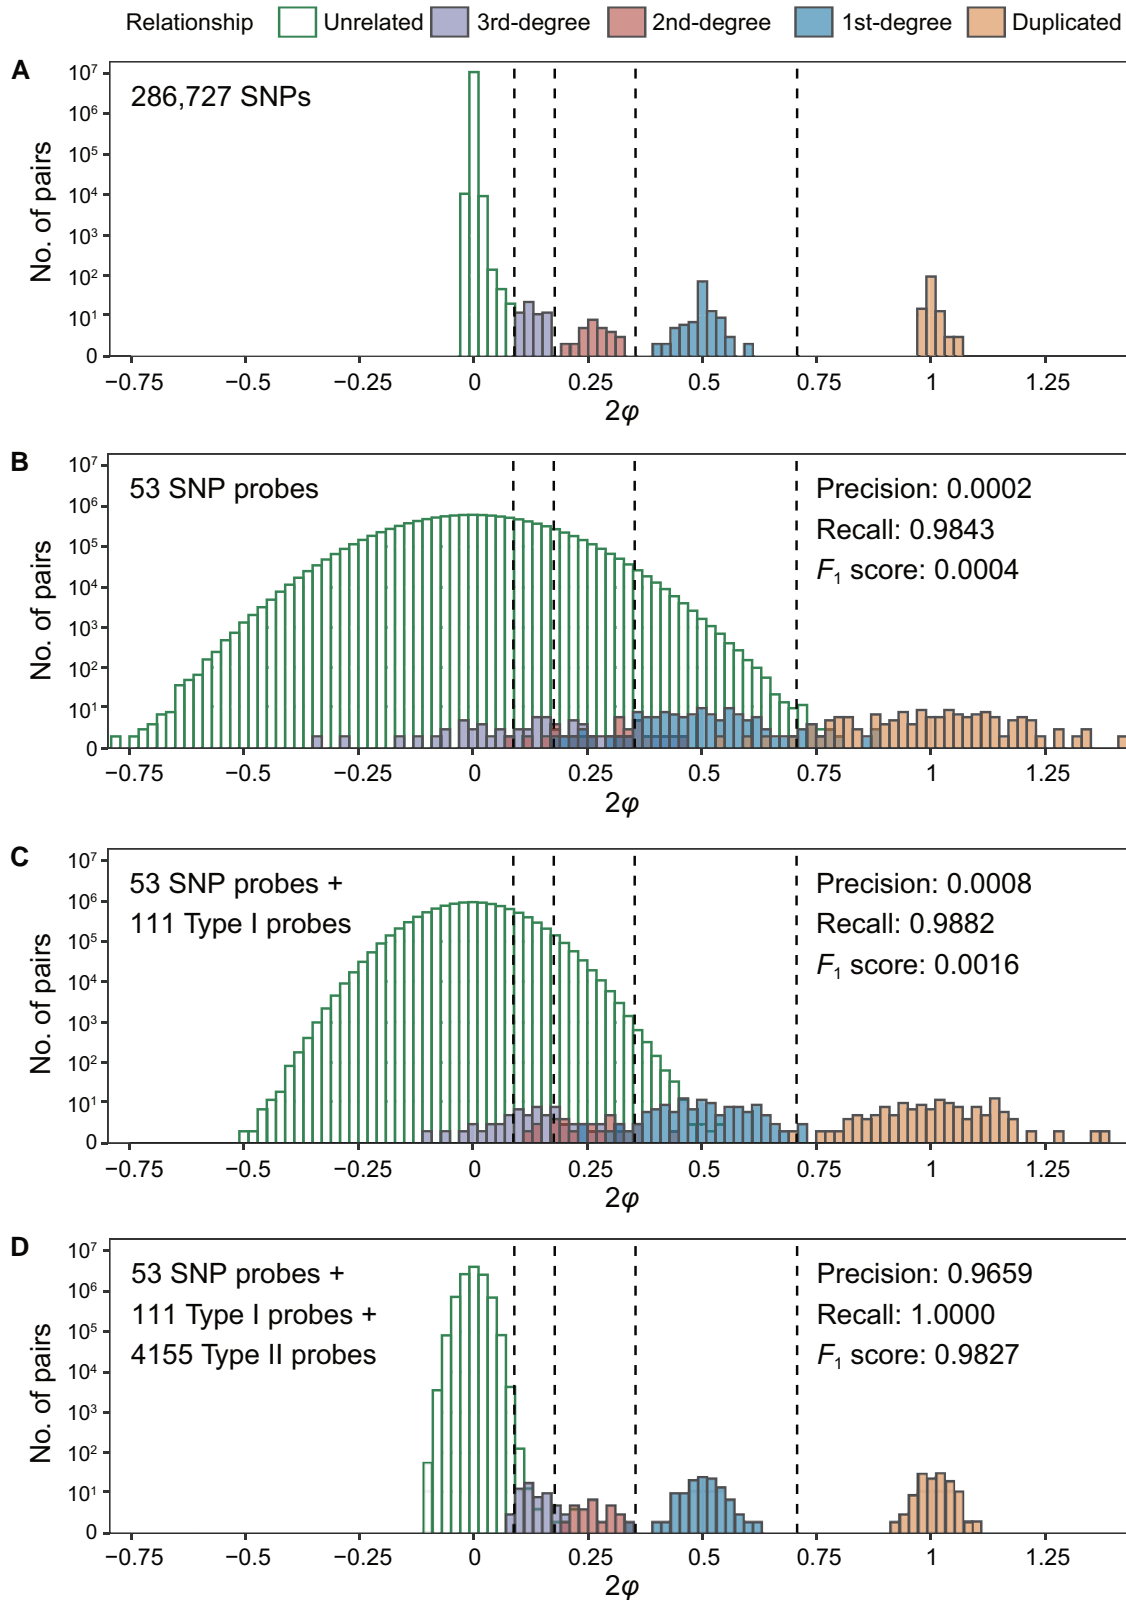 Relationship Unrelated 3rd-degree 2nd-degree 1st-degree Duplicated
A
286,727 SNPs
No. of pairs
10⁷
10⁶
10⁵
10⁴
10³
10²
10¹
0
−0.75 −0.5 −0.25 0 0.25 0.5 0.75 1 1.25
2φ
B
53 SNP probes
Precision: 0.0002
Recall: 0.9843
F₁ score: 0.0004
No. of pairs
10⁷
10⁶
10⁵
10⁴
10³
10²
10¹
0
−0.75 −0.5 −0.25 0 0.25 0.5 0.75 1 1.25
2φ
C
53 SNP probes +
111 Type I probes
Precision: 0.0008
Recall: 0.9882
F₁ score: 0.0016
No. of pairs
10⁷
10⁶
10⁵
10⁴
10³
10²
10¹
0
−0.75 −0.5 −0.25 0 0.25 0.5 0.75 1 1.25
2φ
D
53 SNP probes +
111 Type I probes +
4155 Type II probes
Precision: 0.9659
Recall: 1.0000
F₁ score: 0.9827
No. of pairs
10⁷
10⁶
10⁵
10⁴
10³
10²
10¹
0
−0.75 −0.5 −0.25 0 0.25 0.5 0.75 1 1.25
2φ